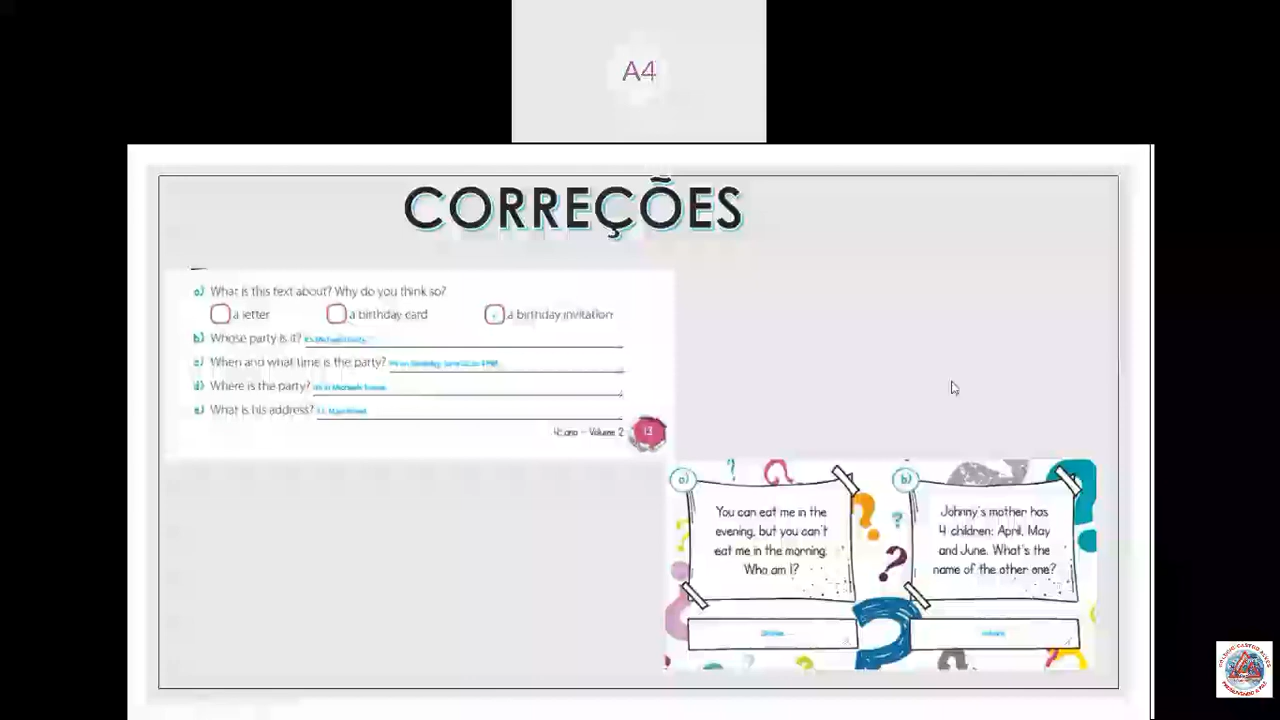 A4
CORREÇÕES
a) What is this text about? Why do you think so?
a letter a birthday card a birthday invitation
b) Whose party is it?
c) When and what time is the party?
d) Where is the party?
e) What is his address?
4º. ano – Volume 2 13
a)
You can eat me in the
evening, but you can't
eat me in the morning.
Who am I?
b)
Johnny's mother has
4 children: April, May
and June. What's the
name of the other one?